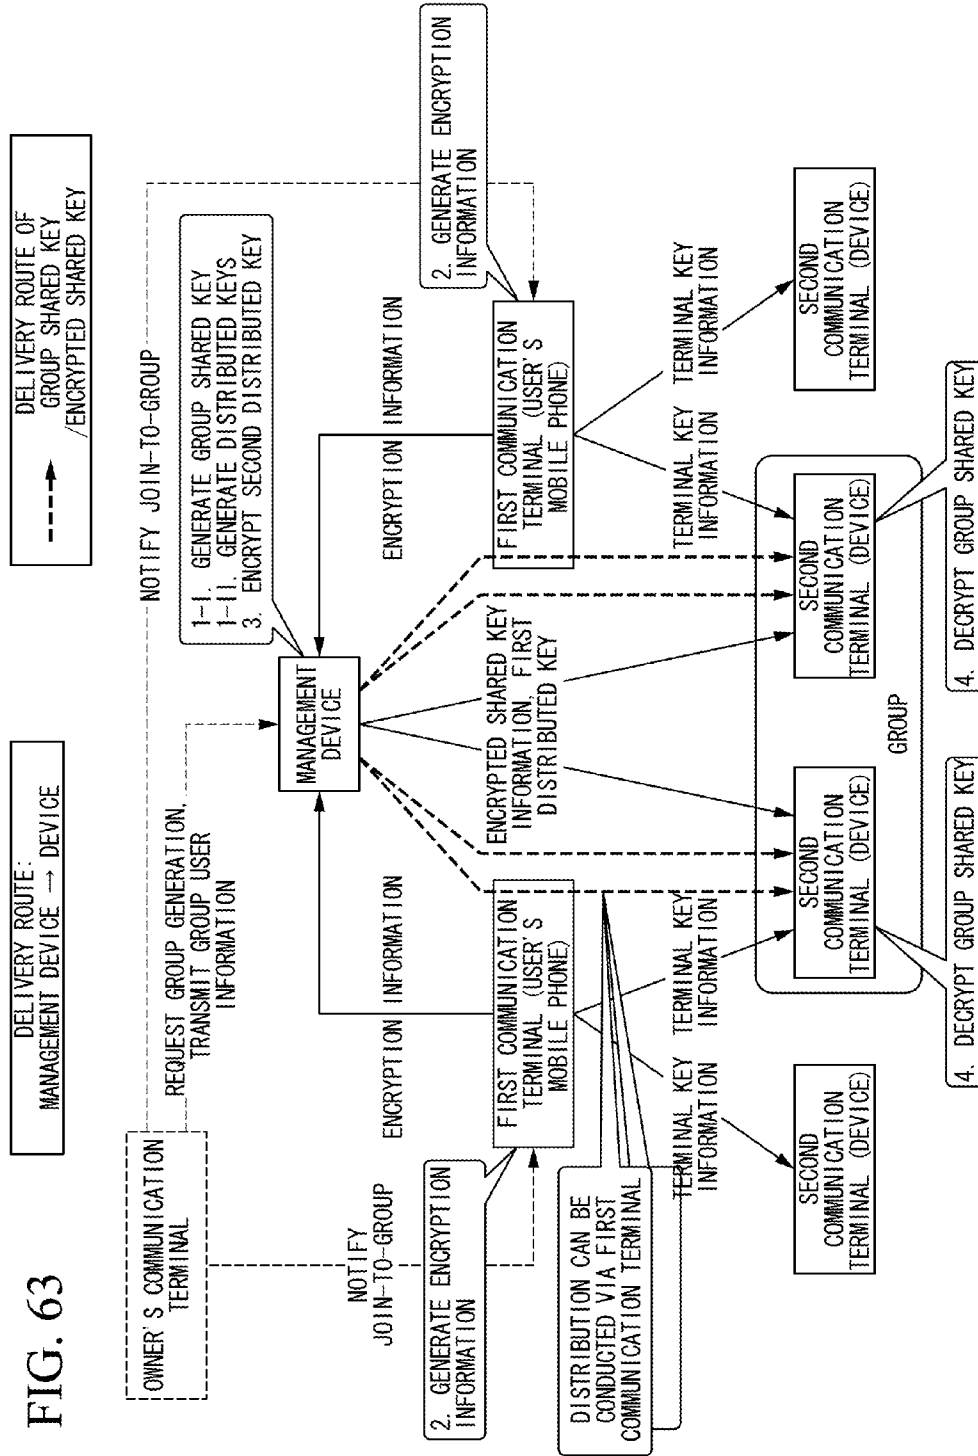 FIG. 63
DELIVERY ROUTE:
MANAGEMENT DEVICE → DEVICE
DELIVERY ROUTE OF
GROUP SHARED KEY
/ENCRYPTED SHARED KEY
OWNER'S COMMUNICATION
TERMINAL
NOTIFY JOIN-TO-GROUP
REQUEST GROUP GENERATION,
TRANSMIT GROUP USER
INFORMATION
1-I. GENERATE GROUP SHARED KEY
1-II. GENERATE DISTRIBUTED KEYS
3. ENCRYPT SECOND DISTRIBUTED KEY
MANAGEMENT
DEVICE
NOTIFY
JOIN-TO-GROUP
ENCRYPTION INFORMATION
ENCRYPTION INFORMATION
2. GENERATE ENCRYPTION
INFORMATION
2. GENERATE ENCRYPTION
INFORMATION
FIRST COMMUNICATION
TERMINAL (USER'S
MOBILE PHONE)
ENCRYPTED SHARED KEY
INFORMATION, FIRST
DISTRIBUTED KEY
FIRST COMMUNICATION
TERMINAL (USER'S
MOBILE PHONE)
DISTRIBUTION CAN BE
CONDUCTED VIA FIRST
COMMUNICATION TERMINAL
TERMINAL KEY
INFORMATION
TERMINAL KEY
INFORMATION
TERMINAL KEY
INFORMATION
TERMINAL KEY
INFORMATION
SECOND
COMMUNICATION
TERMINAL (DEVICE)
SECOND
COMMUNICATION
TERMINAL (DEVICE)
SECOND
COMMUNICATION
TERMINAL (DEVICE)
SECOND
COMMUNICATION
TERMINAL (DEVICE)
GROUP
4. DECRYPT GROUP SHARED KEY
4. DECRYPT GROUP SHARED KEY